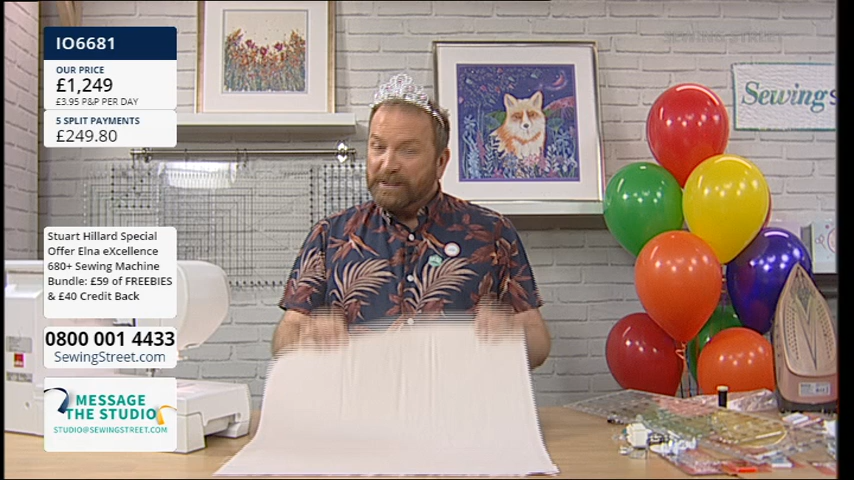 IO6681
OUR PRICE
£1,249
£3.95 P&P PER DAY
5 SPLIT PAYMENTS
£249.80
Stuart Hillard Special
Offer Elna eXcellence
680+ Sewing Machine
Bundle: £59 of FREEBIES
& £40 Credit Back
0800 001 4433
SewingStreet.com
MESSAGE
THE STUDIO
STUDIO@SEWINGSTREET.COM
SEWING STREET
SewingS